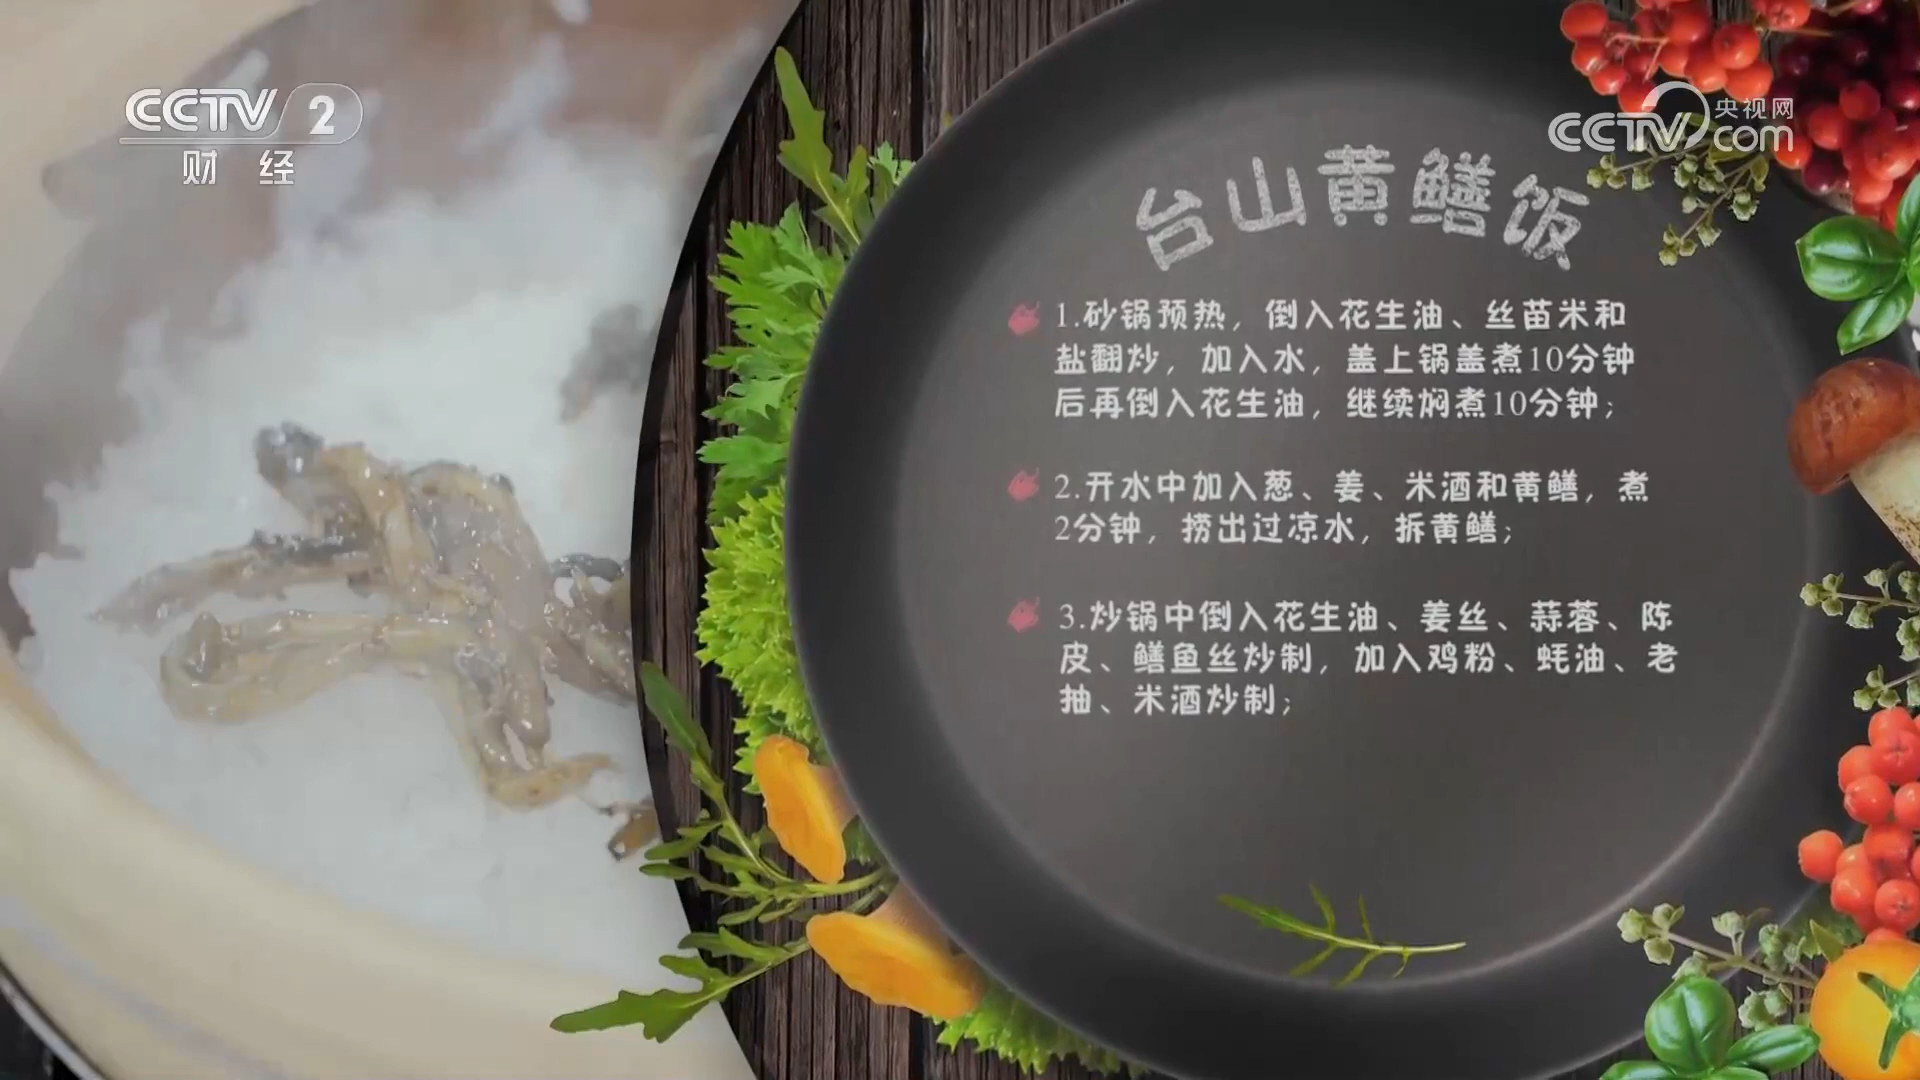 CCTV 2
财 经
央视网
CCTV.com
台山黄鳝饭
1.砂锅预热，倒入花生油、丝苗米和
盐翻炒，加入水，盖上锅盖煮10分钟
后再倒入花生油，继续焖煮10分钟；
2.开水中加入葱、姜、米酒和黄鳝，煮
2分钟，捞出过凉水，拆黄鳝；
3.炒锅中倒入花生油、姜丝、蒜蓉、陈
皮、鳝鱼丝炒制，加入鸡粉、蚝油、老
抽、米酒炒制；